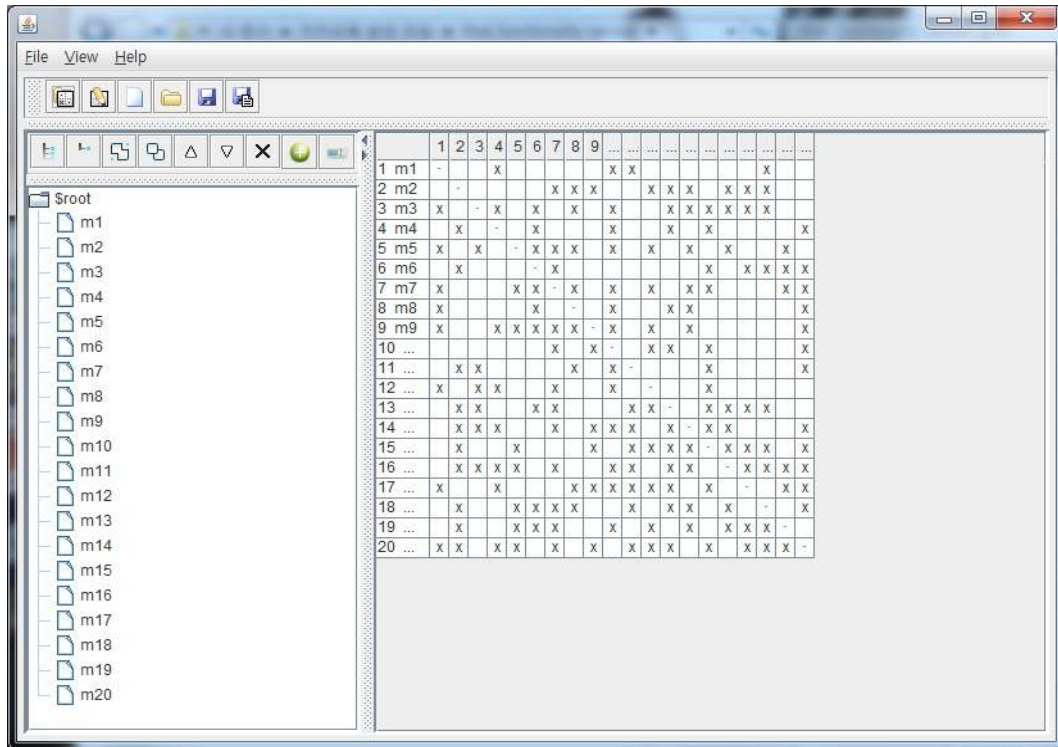 File View Help
$root
m1
m2
m3
m4
m5
m6
m7
m8
m9
m10
m11
m12
m13
m14
m15
m16
m17
m18
m19
m20
1 2 3 4 5 6 7 8 9 ... ... ... ... ... ... ... ... ... ... ...
1 m1 - x x x x
2 m2 - x x x x x x x x x
3 m3 x - x x x x x x x x x x
4 m4 x - x x x x x
5 m5 x x - x x x x x x x x
6 m6 x - x x x x x x
7 m7 x x x - x x x x x x x
8 m8 x x - x x x x
9 m9 x x x x x x - x x x x
10 ... x x - x x x x
11 ... x x x x - x x
12 ... x x x x x - x
13 ... x x x x x x - x x x x
14 ... x x x x x x x x - x x x
15 ... x x x x x x x - x x x x
16 ... x x x x x x x x x - x x x x
17 ... x x x x x x x x x - x x
18 ... x x x x x x x x x - x
19 ... x x x x x x x x x x -
20 ... x x x x x x x x x x x x x -